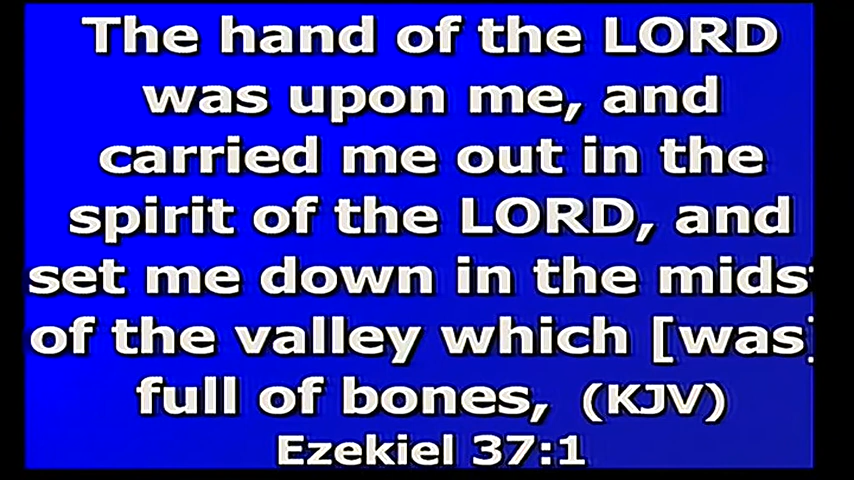 The hand of the LORD
was upon me, and
carried me out in the
spirit of the LORD, and
set me down in the midst
of the valley which [was]
full of bones, (KJV)
Ezekiel 37:1